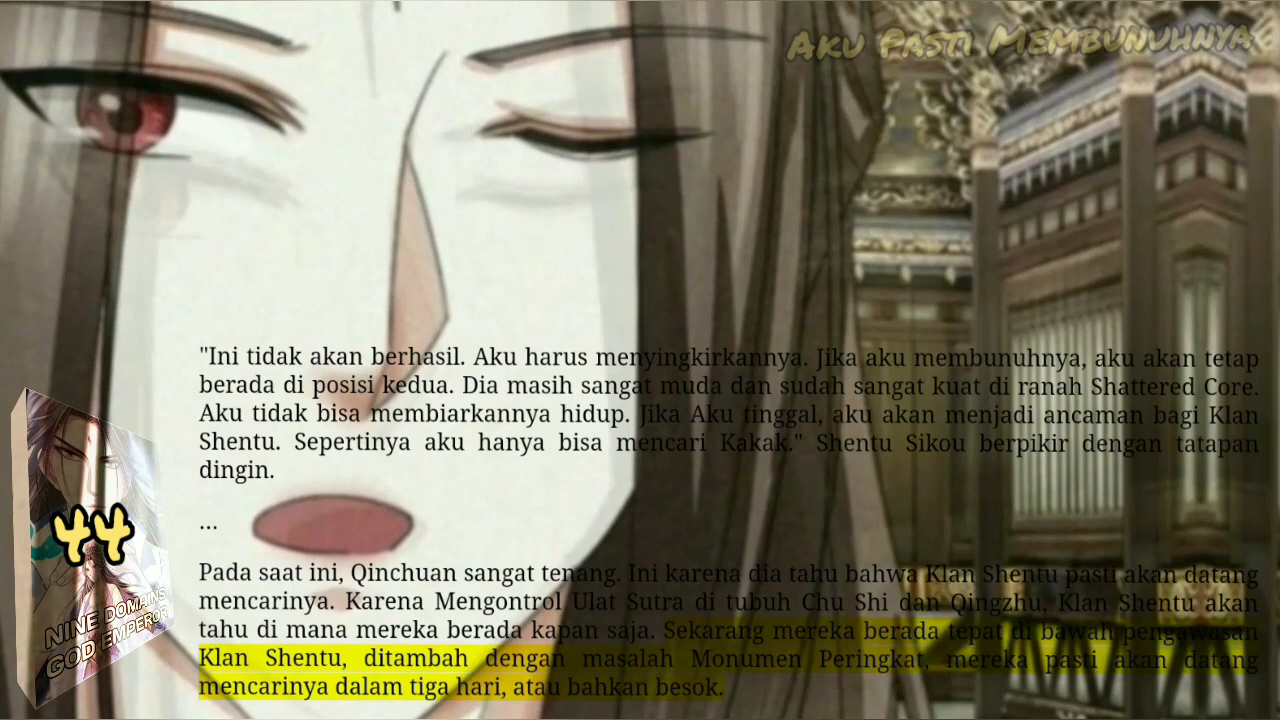 Aku Pasti Membunuhnya
"Ini tidak akan berhasil. Aku harus menyingkirkannya. Jika aku membunuhnya, aku akan tetap
berada di posisi kedua. Dia masih sangat muda dan sudah sangat kuat di ranah Shattered Core.
Aku tidak bisa membiarkannya hidup. Jika Aku tinggal, aku akan menjadi ancaman bagi Klan
Shentu. Sepertinya aku hanya bisa mencari Kakak." Shentu Sikou berpikir dengan tatapan
dingin.
...
Pada saat ini, Qinchuan sangat tenang. Ini karena dia tahu bahwa Klan Shentu pasti akan datang
mencarinya. Karena Mengontrol Ulat Sutra di tubuh Chu Shi dan Qingzhu, Klan Shentu akan
tahu di mana mereka berada kapan saja. Sekarang mereka berada tepat di bawah pengawasan
Klan Shentu, ditambah dengan masalah Monumen Peringkat, mereka pasti akan datang
mencarinya dalam tiga hari, atau bahkan besok.
44
NINE DOMAINS
GOD EMPEROR